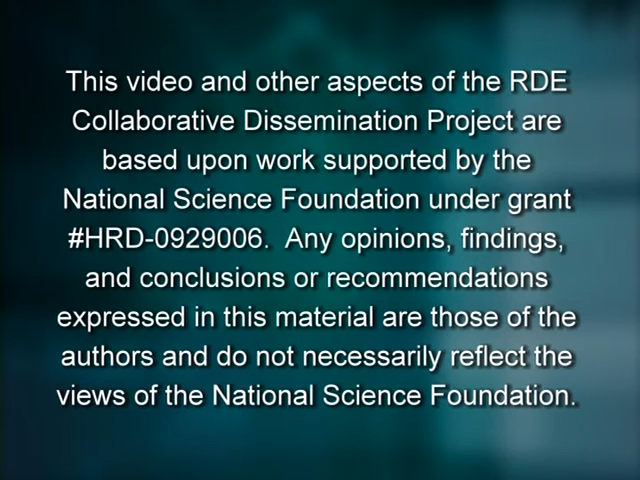 This video and other aspects of the RDE
Collaborative Dissemination Project are
based upon work supported by the
National Science Foundation under grant
#HRD-0929006.  Any opinions, findings,
and conclusions or recommendations
expressed in this material are those of the
authors and do not necessarily reflect the
views of the National Science Foundation.